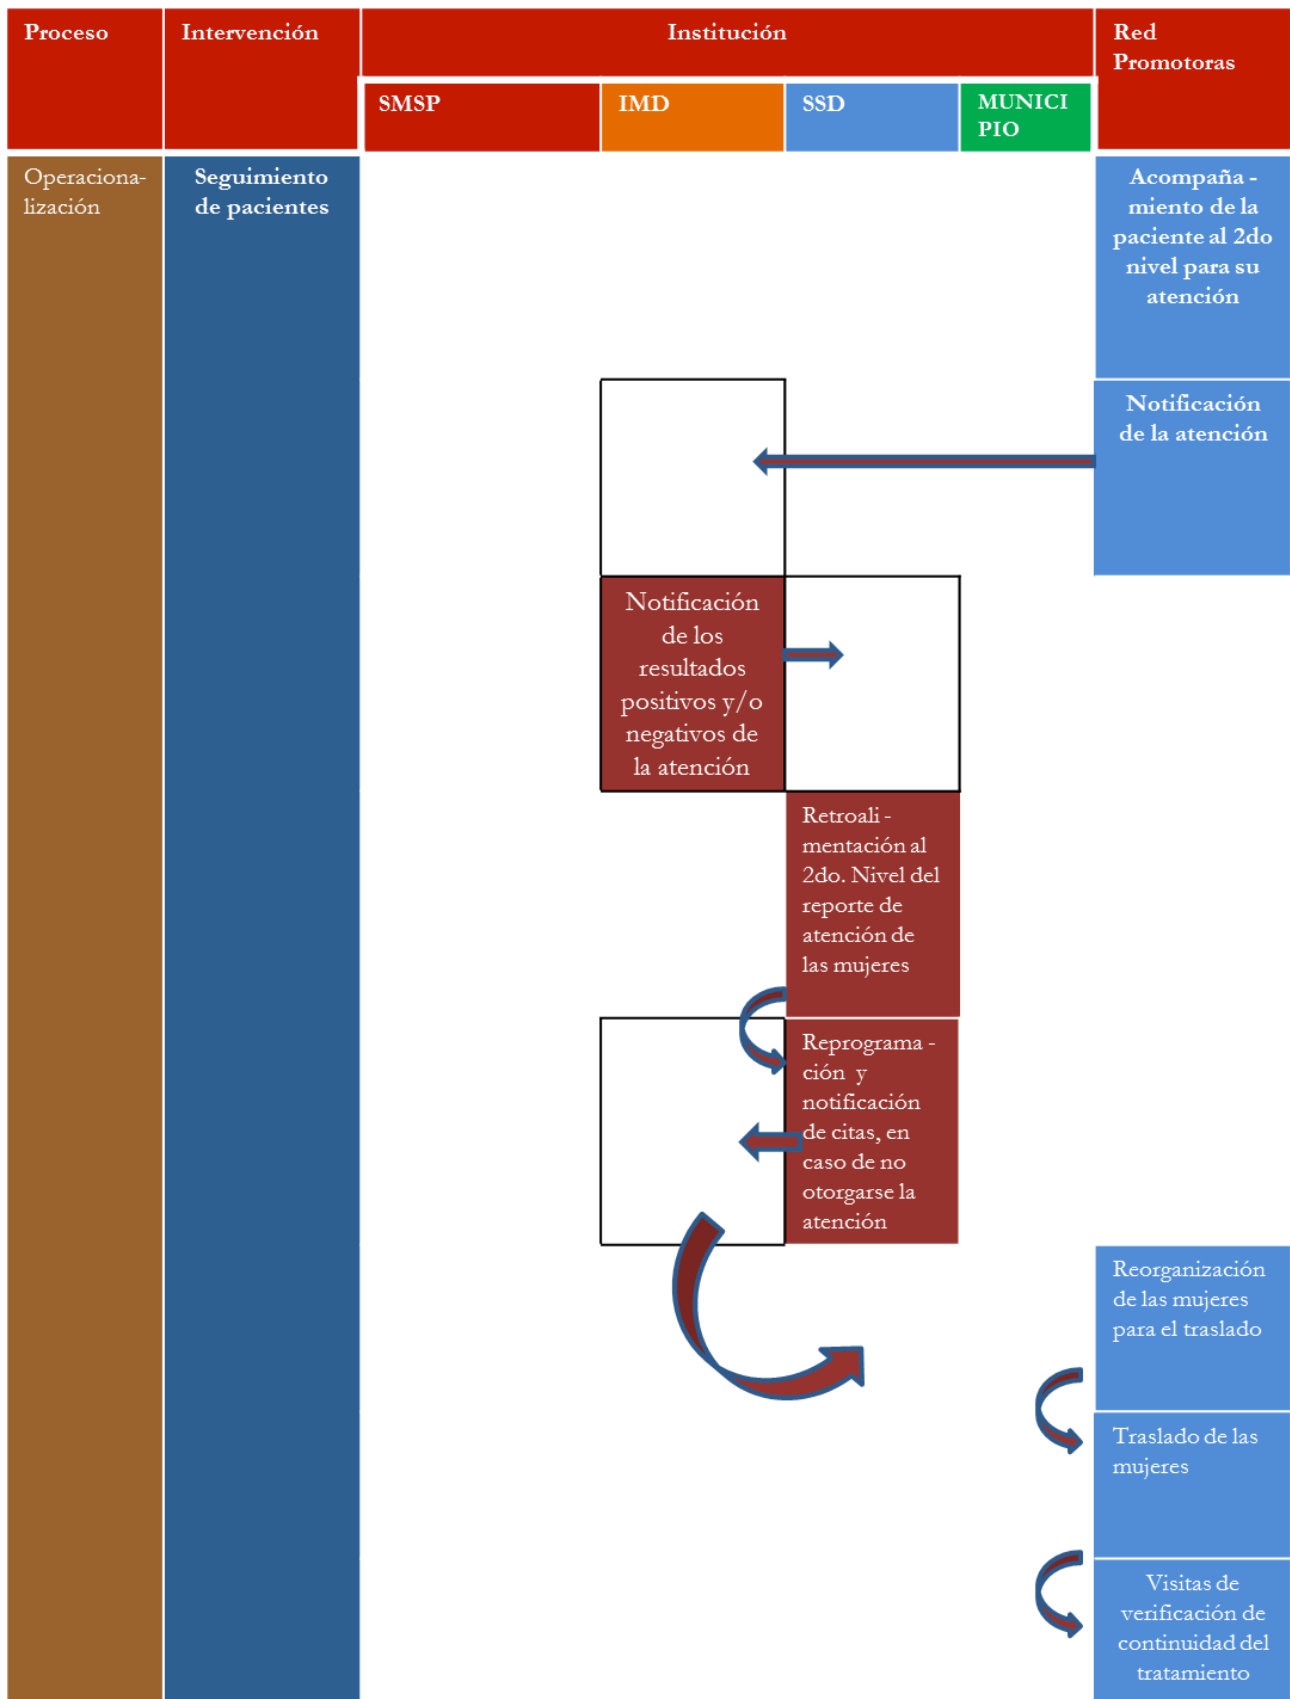 Proceso
Intervención
Institución
Red
Promotoras
SMSP
IMD
SSD
MUNICI
PIO
Operaciona-
lización
Seguimiento
de pacientes
Acompaña -
miento de la
paciente al 2do
nivel para su
atención
Notificación
de la atención
Notificación
de los
resultados
positivos y/o
negativos de
la atención
Retroali -
mentación al
2do. Nivel del
reporte de
atención de
las mujeres
Reprograma -
ción y
notificación
de citas, en
caso de no
otorgarse la
atención
Reorganización
de las mujeres
para el traslado
Traslado de las
mujeres
Visitas de
verificación de
continuidad del
tratamiento